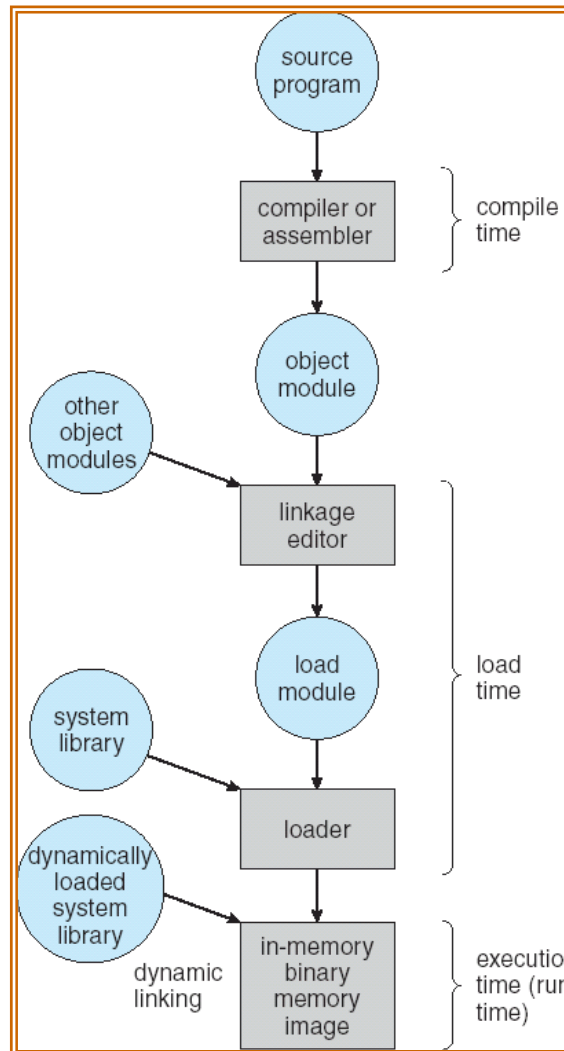 source
program
compiler or
assembler
compile
time
object
module
other
object
modules
linkage
editor
load
module
load
time
system
library
loader
dynamically
loaded
system
library
dynamic
linking
in-memory
binary
memory
image
executio
time (run
time)